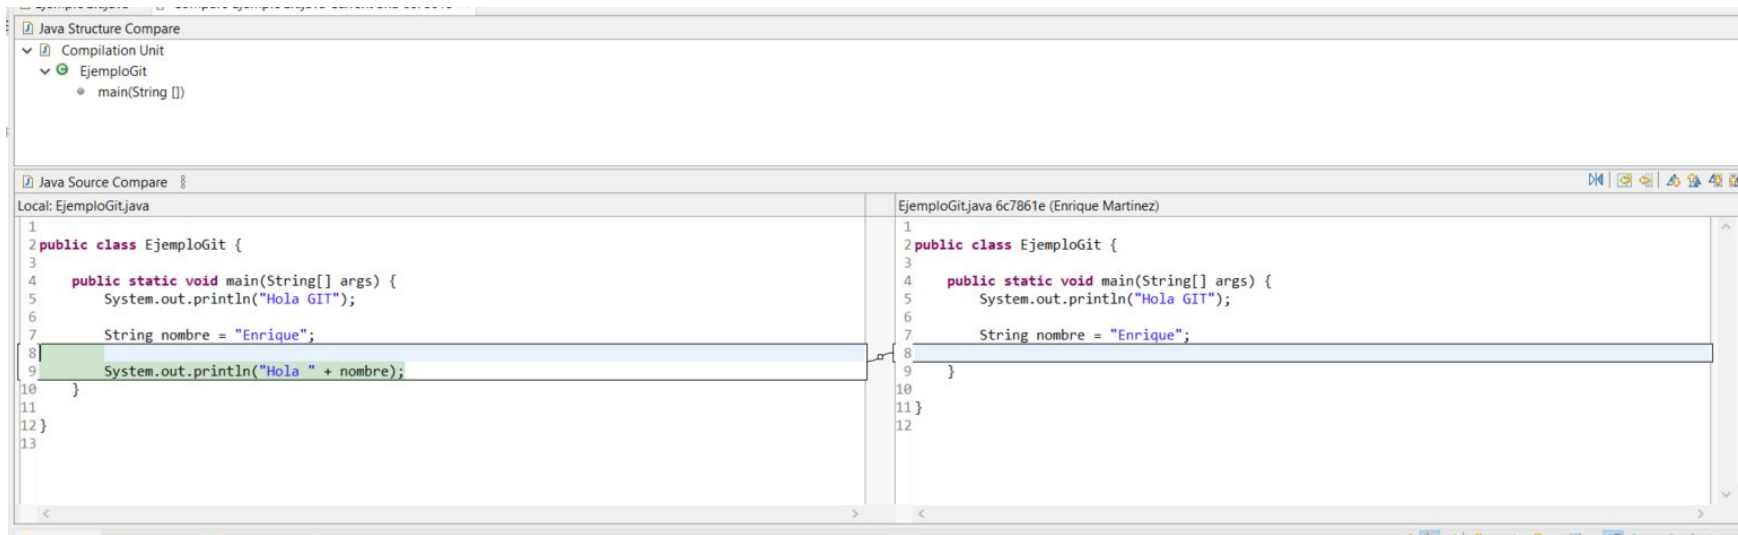 Java Structure Compare
Compilation Unit
EjemploGit
main(String [])
Java Source Compare
Local: EjemploGit.java
1
2 public class EjemploGit {
3
4 public static void main(String[] args) {
5 System.out.println("Hola GIT");
6
7 String nombre = "Enrique";
8
9 System.out.println("Hola " + nombre);
10 }
11
12 }
13
EjemploGit.java 6c7861e (Enrique Martinez)
1
2 public class EjemploGit {
3
4 public static void main(String[] args) {
5 System.out.println("Hola GIT");
6
7 String nombre = "Enrique";
8
9 }
10
11 }
12